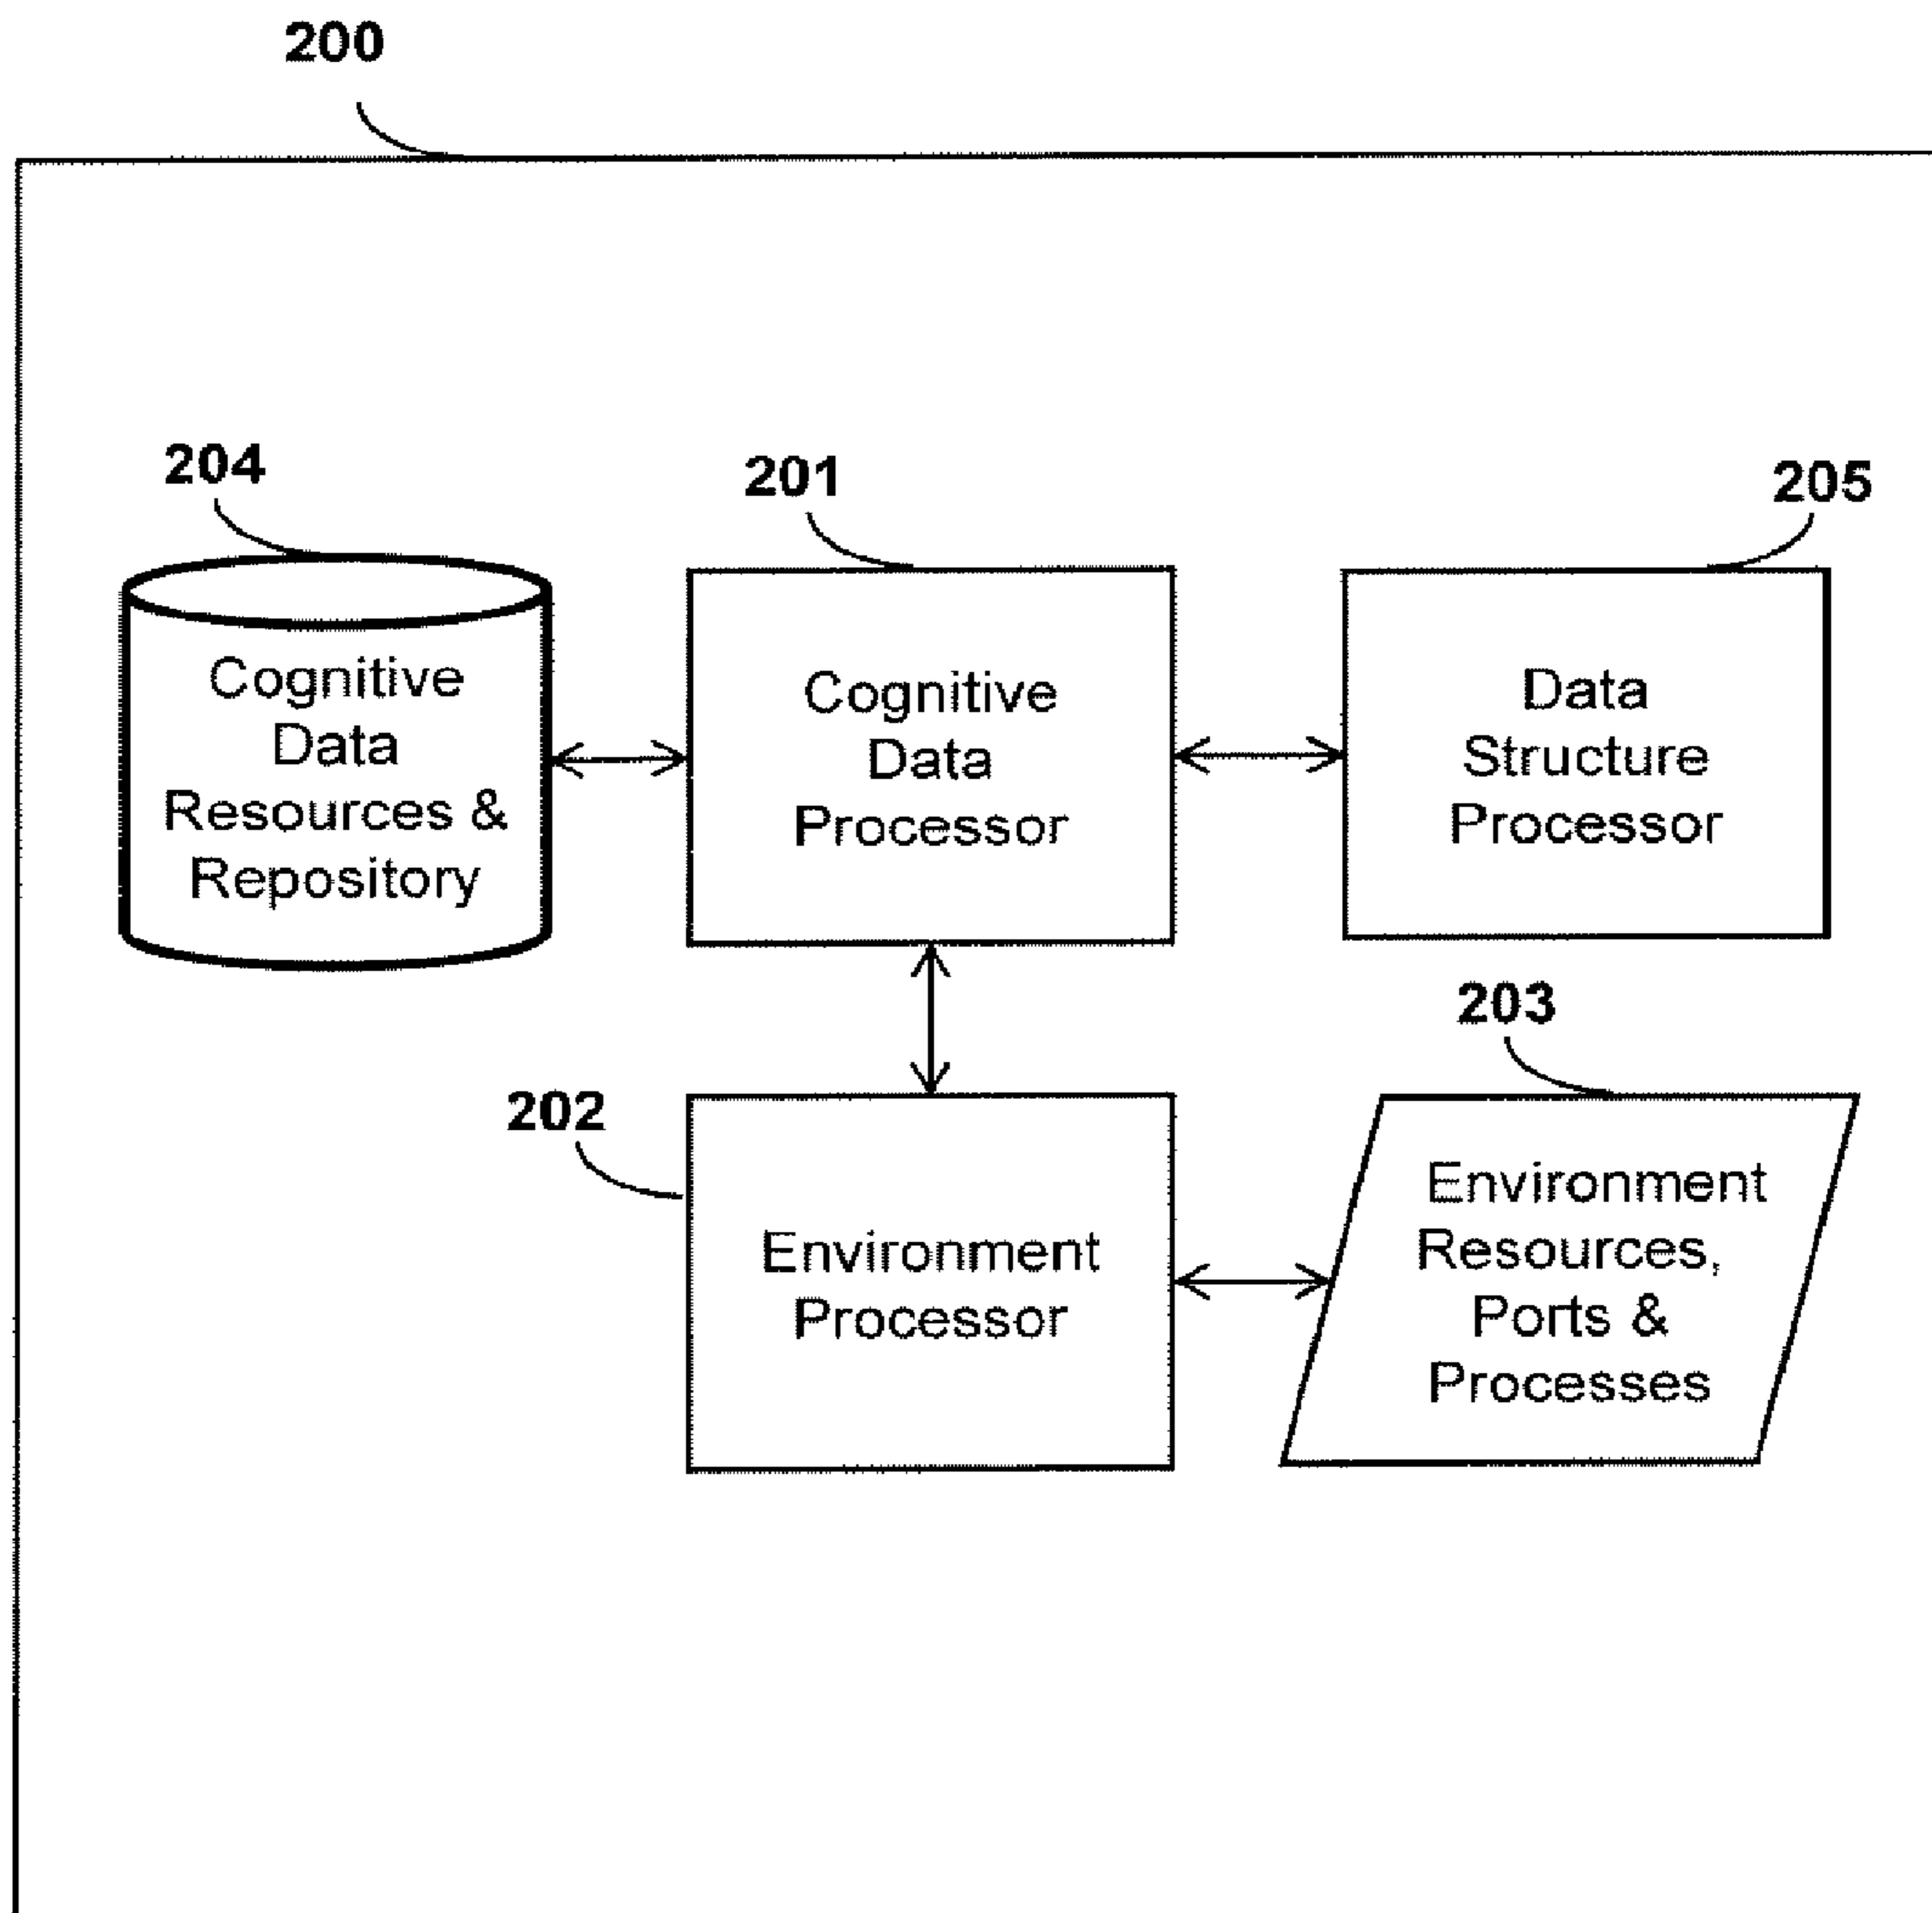 200
204
201
205
Cognitive
Data
Resources &
Repository
Cognitive
Data
Processor
Data
Structure
Processor
203
202
Environment
Processor
Environment
Resources,
Ports &
Processes